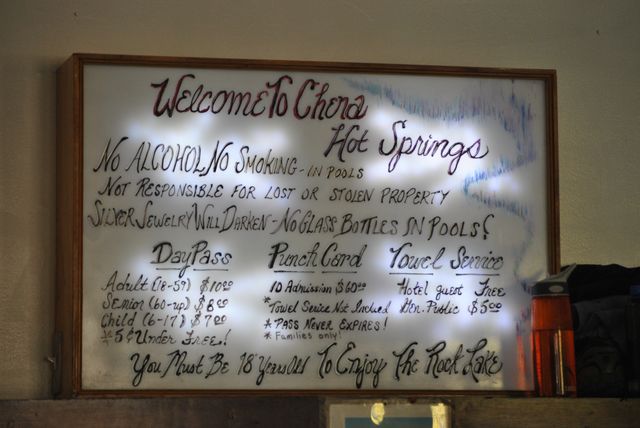 Welcome To Chena
Hot Springs
No ALCOHOL No Smoking - IN POOLS
Not Responsible for lost or stolen property
Silver Jewelry Will Darken - No Glass Bottles In Pools!
Day Pass Punch Card Towel Service
Adult (18-59) $10.00 10 Admission $60.00 Hotel guest Free
Senior (60-up) $8.00 *Towel Serice Not Inclued Gen. Public $5.00
Child (6-17) $7.00 * PASS NEVER EXPIRES!
* 5 & Under Free! * Families only!
You Must Be 18 Years Old To Enjoy The Rock Lake